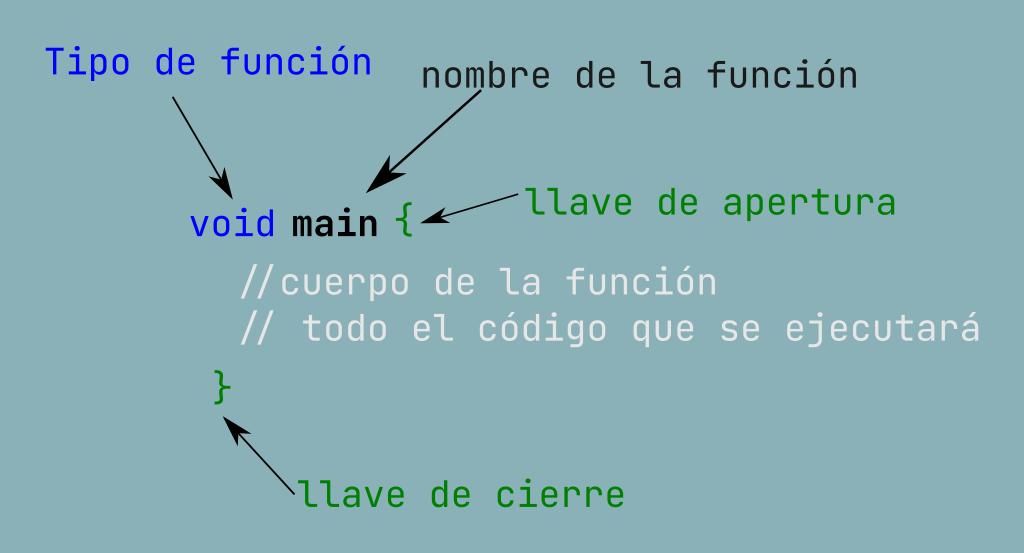 Tipo de función
nombre de la función
llave de apertura
void main {
//cuerpo de la función
// todo el código que se ejecutará
}
llave de cierre